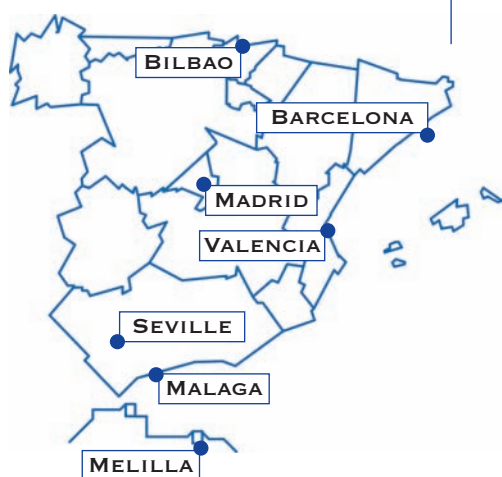 BILBAO
BARCELONA
MADRID
VALENCIA
SEVILLE
MALAGA
MELILLA